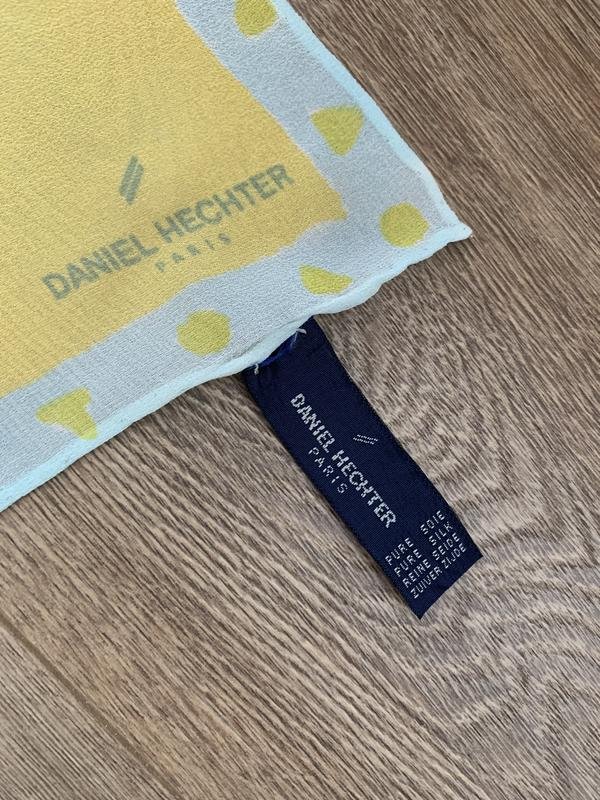 DANIEL HECHTER
PARIS
DANIEL HECHTER
PARIS
PURE SOIE
PURE SILK
REINE SEIDE
ZUIVER ZIJDE